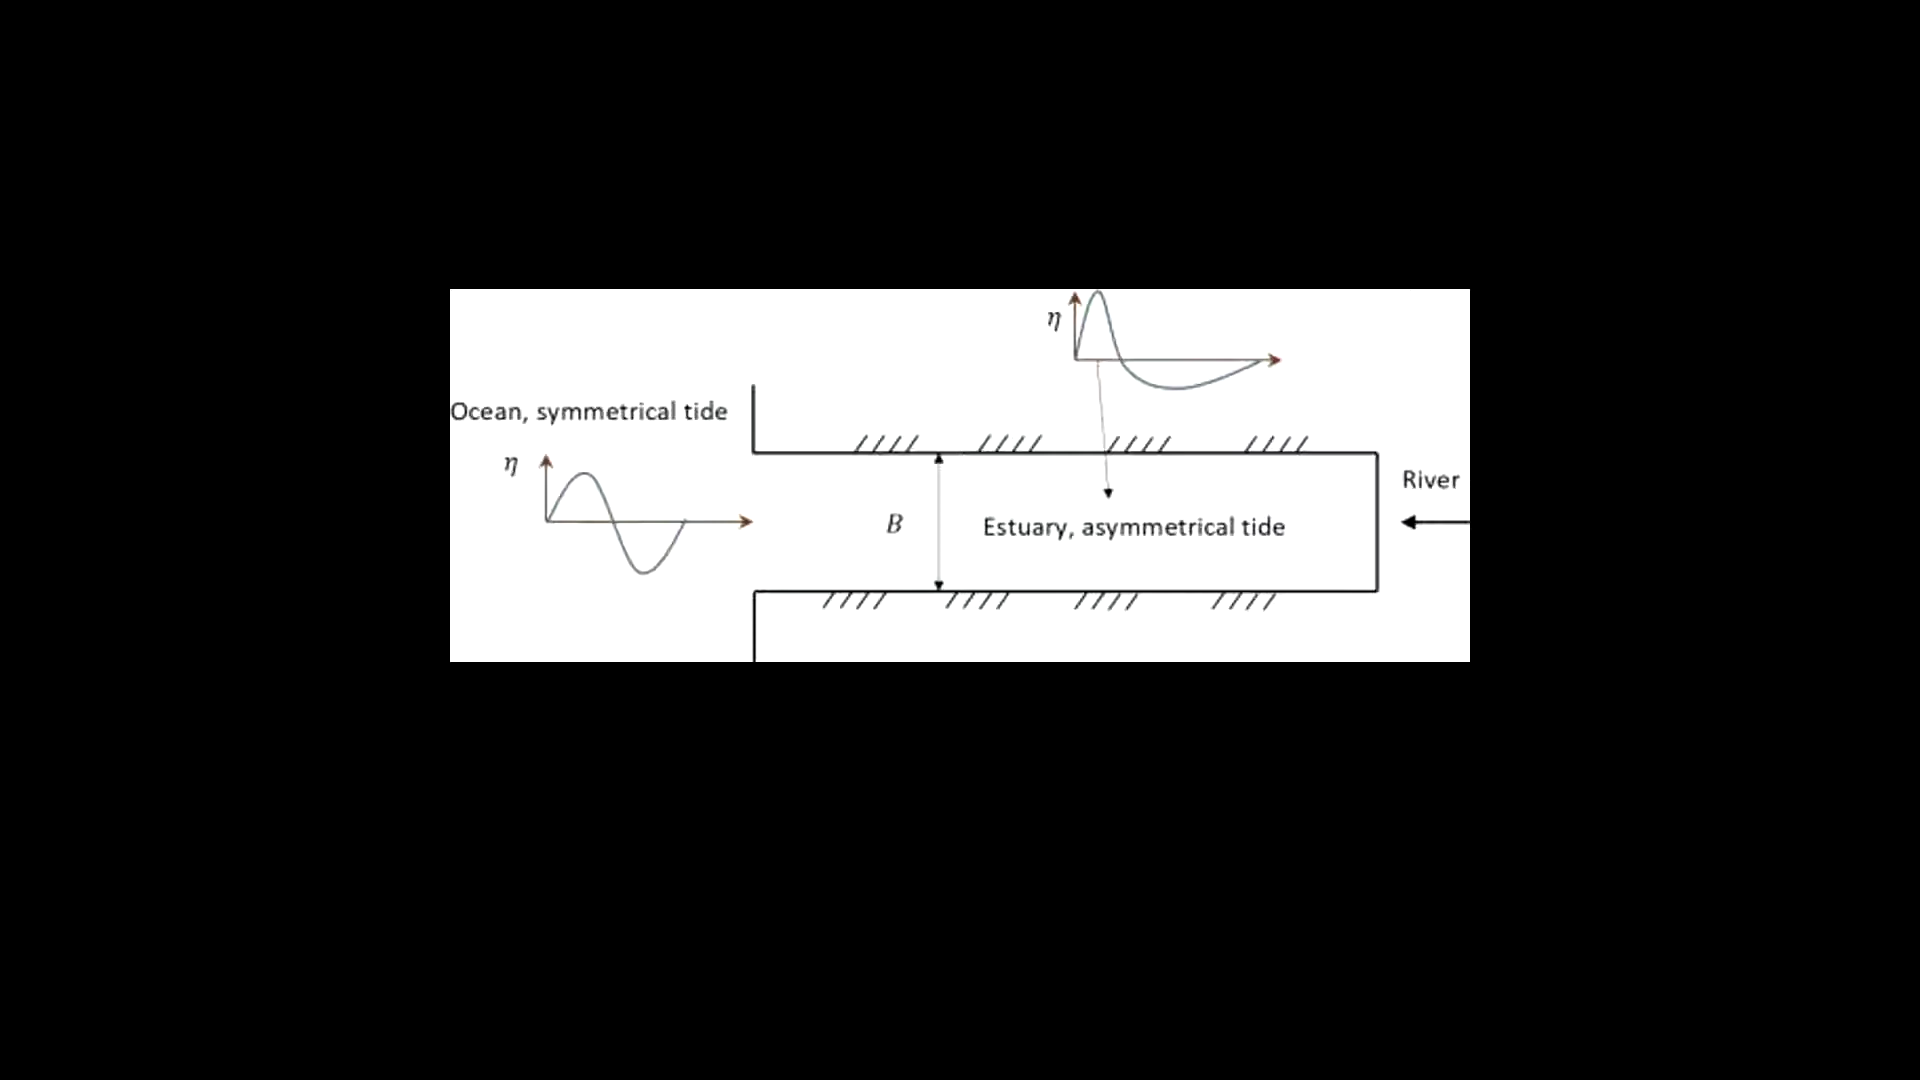 η
Ocean, symmetrical tide
η
River
B
Estuary, asymmetrical tide